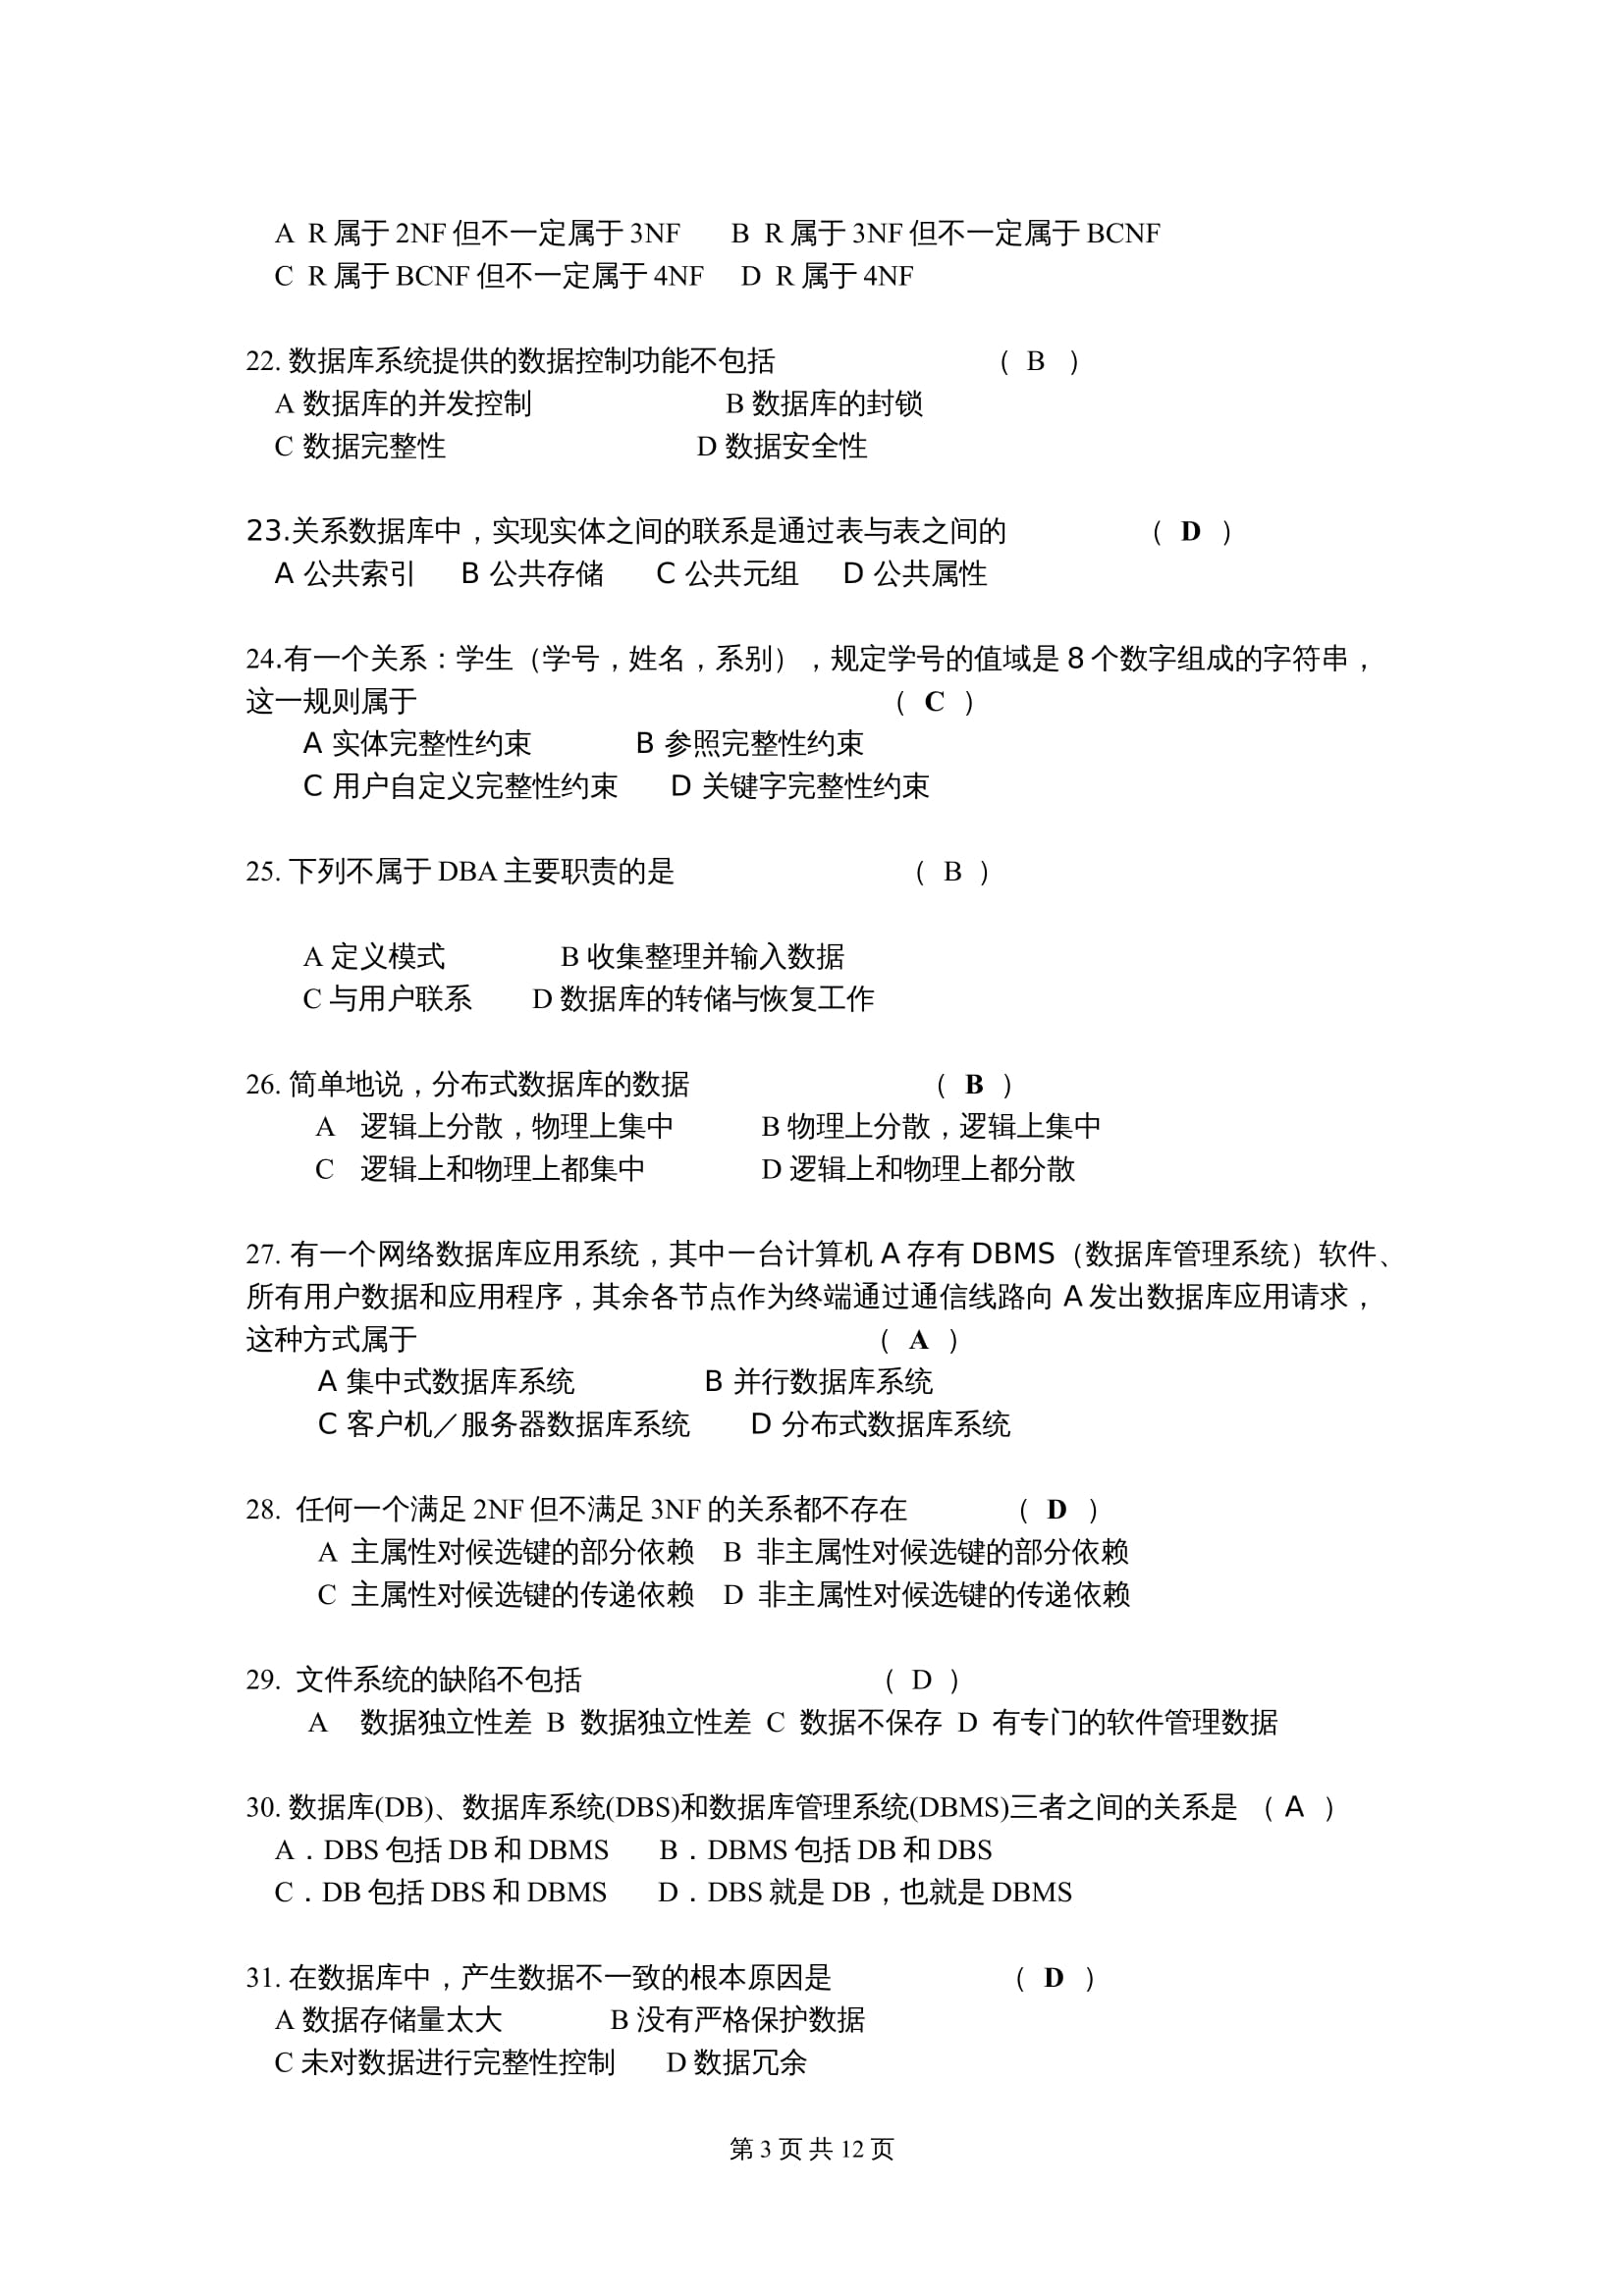 A R 属于 2NF 但不一定属于 3NF B R 属于 3NF 但不一定属于 BCNF
C R 属于 BCNF 但不一定属于 4NF D R 属于 4NF
22. 数据库系统提供的数据控制功能不包括 （ B ）
A 数据库的并发控制 B 数据库的封锁
C 数据完整性 D 数据安全性
23.关系数据库中，实现实体之间的联系是通过表与表之间的 （ D ）
A 公共索引 B 公共存储 C 公共元组 D 公共属性
24.有一个关系：学生（学号，姓名，系别），规定学号的值域是 8 个数字组成的字符串，
这一规则属于 （ C ）
A 实体完整性约束 B 参照完整性约束
C 用户自定义完整性约束 D 关键字完整性约束
25. 下列不属于 DBA 主要职责的是 （ B ）
A 定义模式 B 收集整理并输入数据
C 与用户联系 D 数据库的转储与恢复工作
26. 简单地说，分布式数据库的数据 （ B ）
A 逻辑上分散，物理上集中 B 物理上分散，逻辑上集中
C 逻辑上和物理上都集中 D 逻辑上和物理上都分散
27. 有一个网络数据库应用系统，其中一台计算机 A 存有 DBMS（数据库管理系统）软件、
所有用户数据和应用程序，其余各节点作为终端通过通信线路向 A 发出数据库应用请求，
这种方式属于 （ A ）
A 集中式数据库系统 B 并行数据库系统
C 客户机／服务器数据库系统 D 分布式数据库系统
28. 任何一个满足 2NF 但不满足 3NF 的关系都不存在 （ D ）
A 主属性对候选键的部分依赖 B 非主属性对候选键的部分依赖
C 主属性对候选键的传递依赖 D 非主属性对候选键的传递依赖
29. 文件系统的缺陷不包括 （ D ）
A 数据独立性差 B 数据独立性差 C 数据不保存 D 有专门的软件管理数据
30. 数据库(DB)、数据库系统(DBS)和数据库管理系统(DBMS)三者之间的关系是 （ A ）
A．DBS 包括 DB 和 DBMS B．DBMS 包括 DB 和 DBS
C．DB 包括 DBS 和 DBMS D．DBS 就是 DB，也就是 DBMS
31. 在数据库中，产生数据不一致的根本原因是 （ D ）
A 数据存储量太大 B 没有严格保护数据
C 未对数据进行完整性控制 D 数据冗余
第 3 页 共 12 页